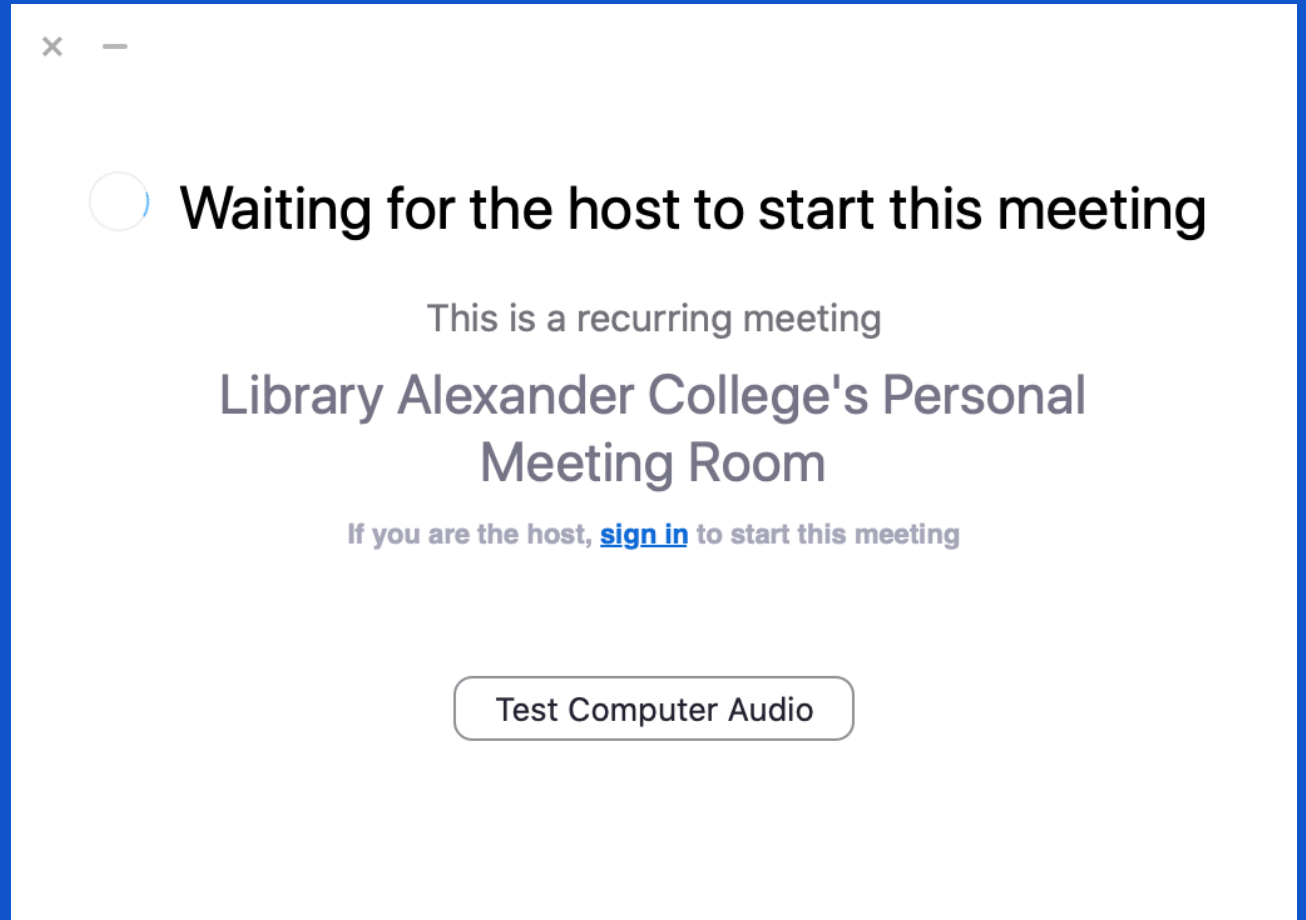 Waiting for the host to start this meeting
This is a recurring meeting
Library Alexander College's Personal
Meeting Room
If you are the host, sign in to start this meeting
Test Computer Audio